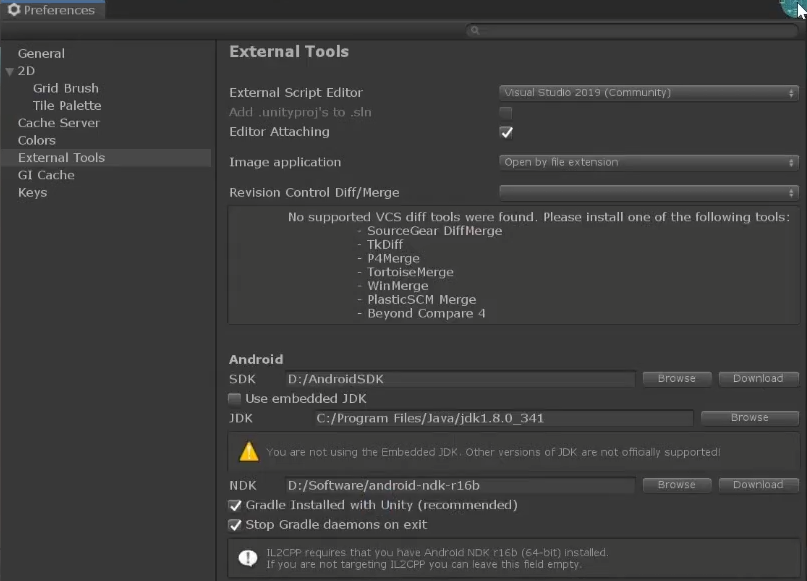 Preferences
General
2D
Grid Brush
Tile Palette
Cache Server
Colors
External Tools
GI Cache
Keys
External Tools
External Script Editor
Visual Studio 2019 (Community)
Add .unityproj's to .sln
Editor Attaching
Image application
Open by file extension
Revision Control Diff/Merge
No supported VCS diff tools were found. Please install one of the following tools:
- SourceGear DiffMerge
- TkDiff
- P4Merge
- TortoiseMerge
- WinMerge
- PlasticSCM Merge
- Beyond Compare 4
Android
SDK D:/AndroidSDK Browse Download
Use embedded JDK
JDK C:/Program Files/Java/jdk1.8.0_341 Browse
You are not using the Embedded JDK. Other versions of JDK are not officially supported!
NDK D:/Software/android-ndk-r16b Browse Download
Gradle Installed with Unity (recommended)
Stop Gradle daemons on exit
IL2CPP requires that you have Android NDK r16b (64-bit) installed.
If you are not targeting IL2CPP you can leave this field empty.